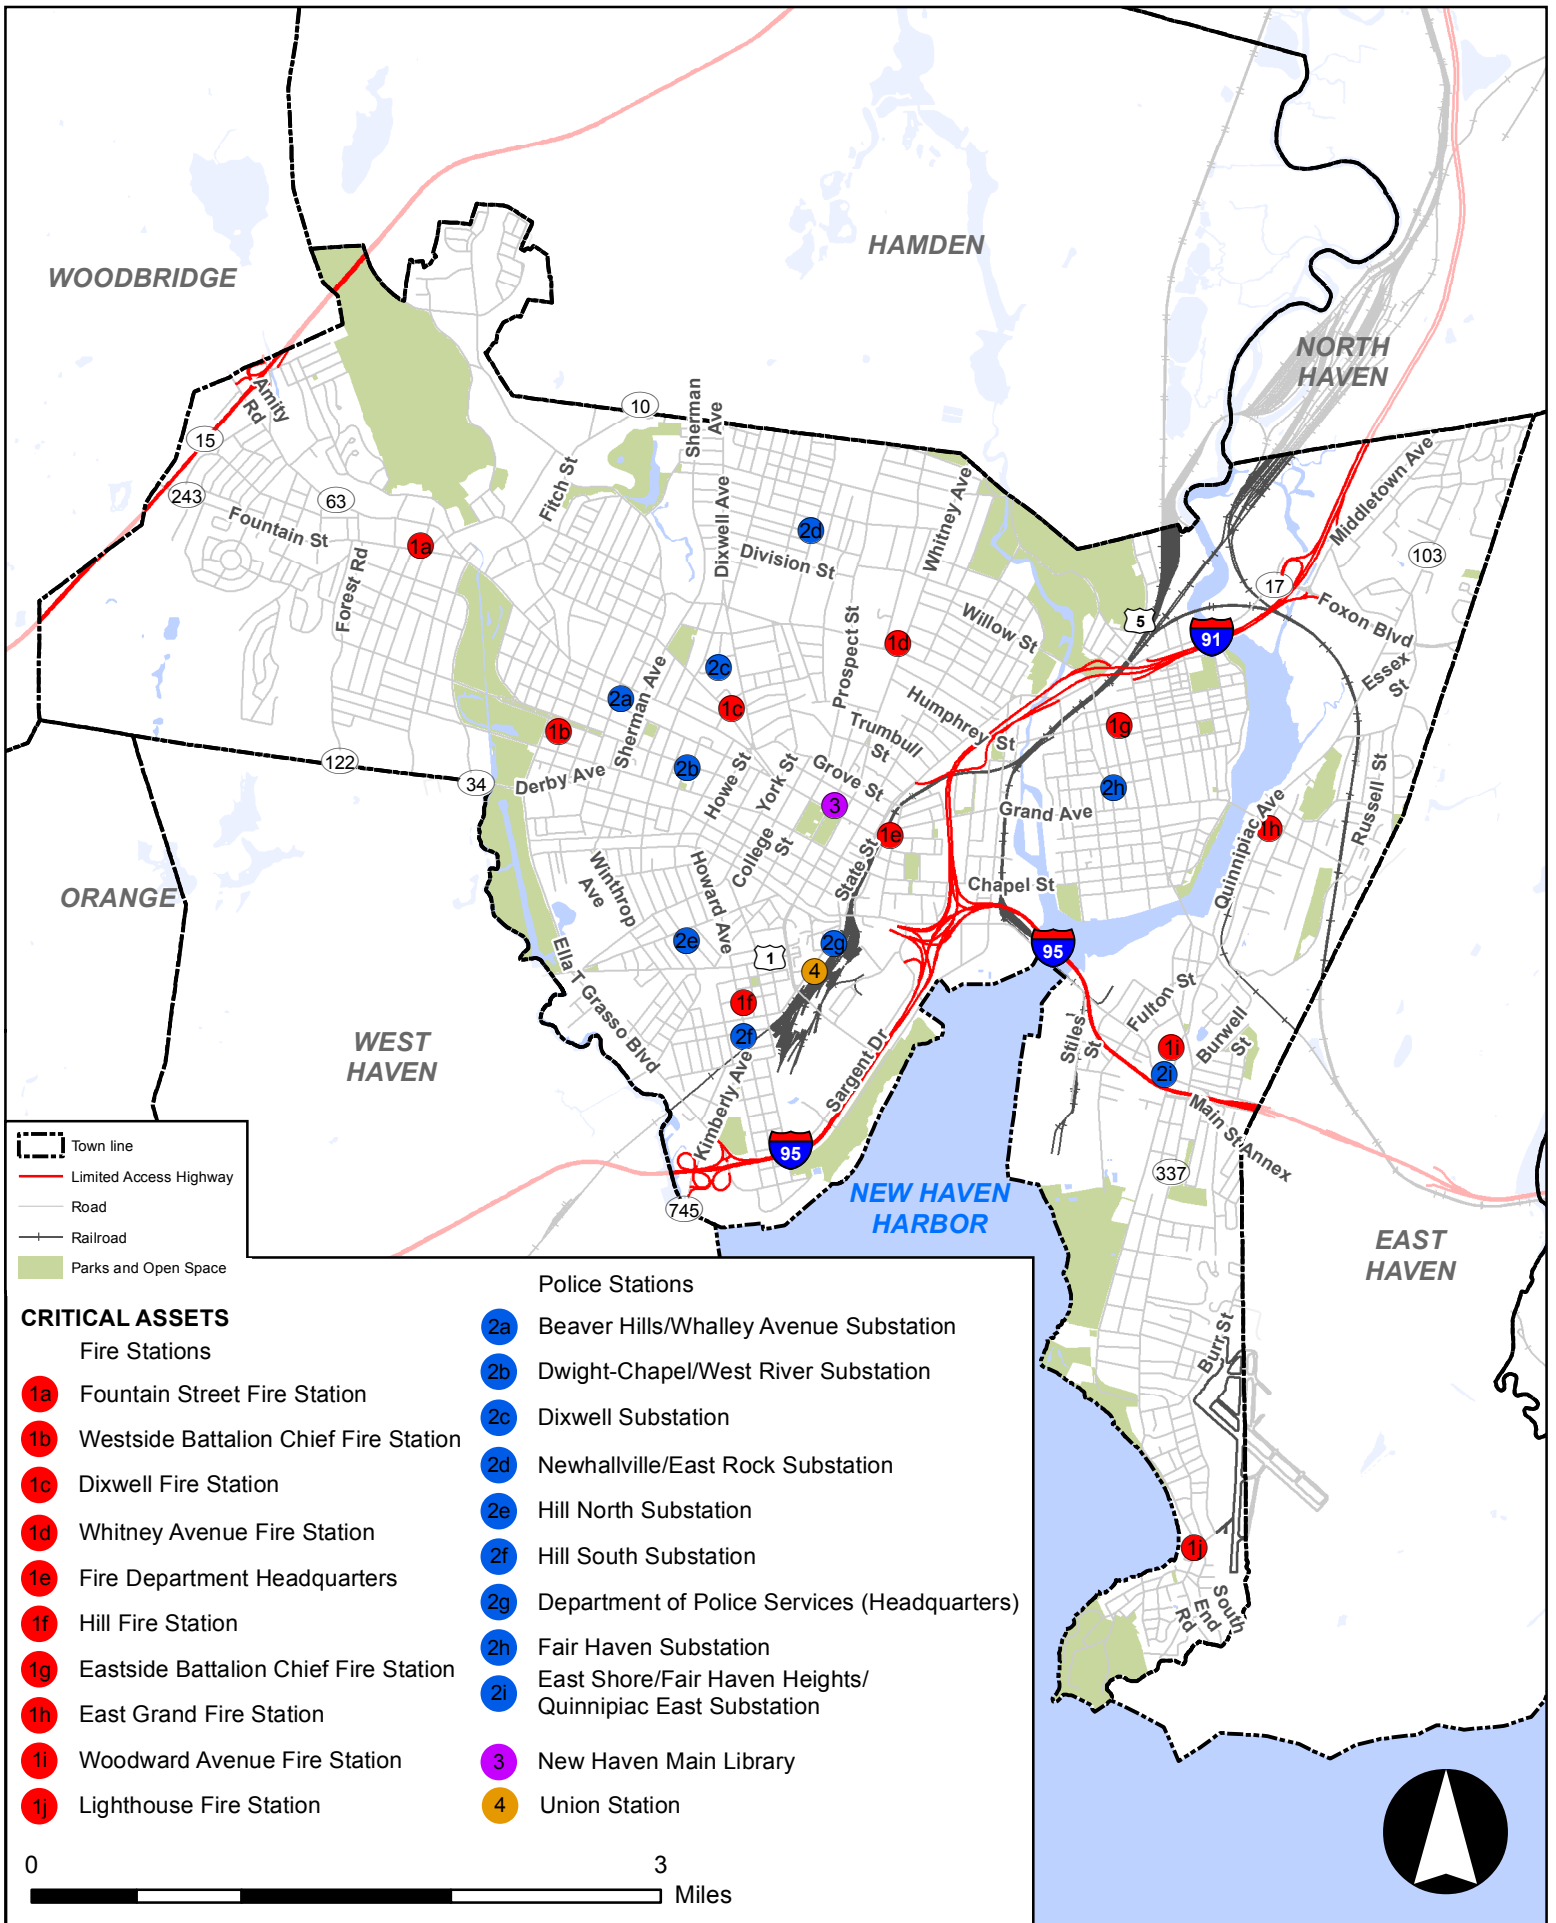 WOODBRIDGE
HAMDEN
NORTH
HAVEN
ORANGE
WEST
HAVEN
EAST
HAVEN
NEW HAVEN
HARBOR
Amity
Rd
15
243
63
10
Fountain St
Forest Rd
1a
Fitch St
Sherman
Ave
Dixwell Ave
2d
Division St
Whitney Ave
Middletown Ave
103
17
5
91
Foxon Blvd
Essex
St
Willow St
Prospect St
1d
2c
2a
Sherman Ave
1c
1b
Humphrey St
Trumbull
St
1g
122
34
Derby Ave
2b
Howe St
York St
Grove St
3
2h
Grand Ave
Russell St
1e
1h
Quinnipiac Ave
College
St
State St
Chapel St
Winthrop
Ave
Howard Ave
2e
1
2g
4
95
Ella T Grasso Blvd
1f
2f
Fulton St
Burwell
St
Stiles
St
1i
2i
Sargent Dr
Kimberly Ave
95
Main St Annex
337
745
Burr St
1j
South
End
Rd
Town line
Limited Access Highway
Road
Railroad
Parks and Open Space
CRITICAL ASSETS
Fire Stations
1a Fountain Street Fire Station
1b Westside Battalion Chief Fire Station
1c Dixwell Fire Station
1d Whitney Avenue Fire Station
1e Fire Department Headquarters
1f Hill Fire Station
1g Eastside Battalion Chief Fire Station
1h East Grand Fire Station
1i Woodward Avenue Fire Station
1j Lighthouse Fire Station
Police Stations
2a Beaver Hills/Whalley Avenue Substation
2b Dwight-Chapel/West River Substation
2c Dixwell Substation
2d Newhallville/East Rock Substation
2e Hill North Substation
2f Hill South Substation
2g Department of Police Services (Headquarters)
2h Fair Haven Substation
2i East Shore/Fair Haven Heights/
Quinnipiac East Substation
3 New Haven Main Library
4 Union Station
0 3
Miles